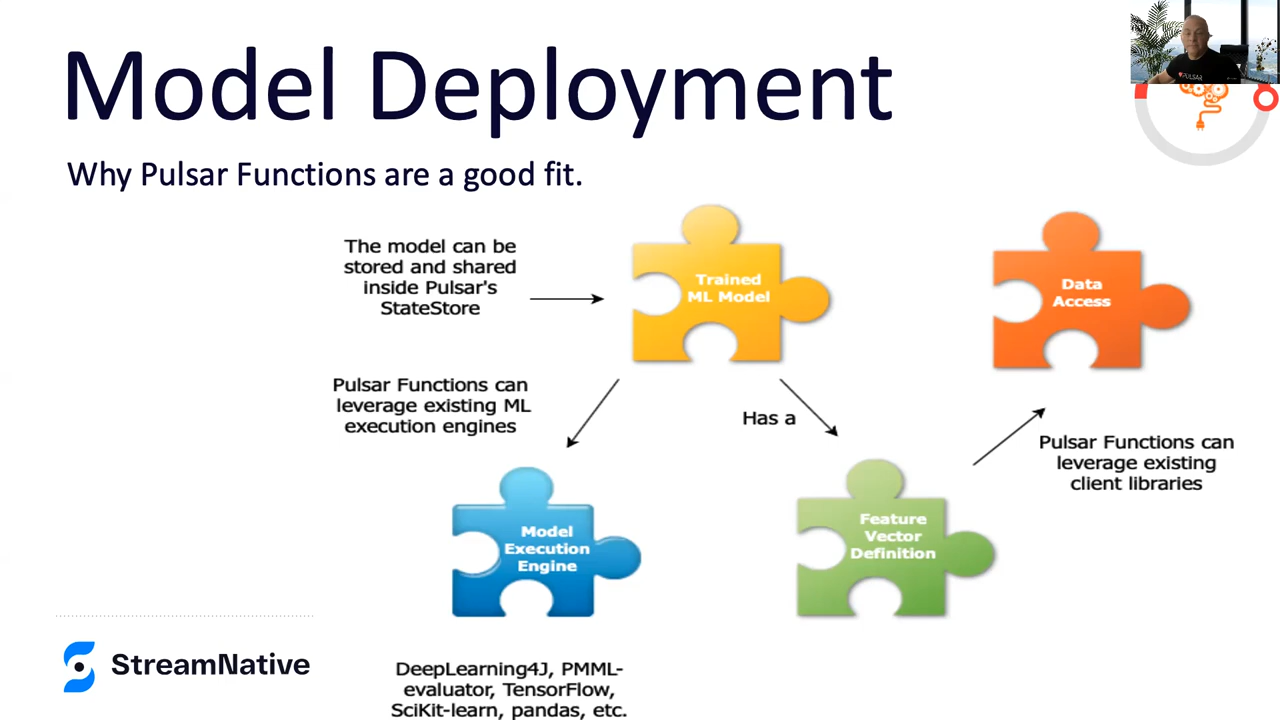 Model Deployment
Why Pulsar Functions are a good fit.
PULSAR
The model can be
stored and shared
inside Pulsar's
StateStore
Trained
ML Model
Data
Access
Pulsar Functions can
leverage existing ML
execution engines
Has a
Pulsar Functions can
leverage existing
client libraries
Model
Execution
Engine
Feature
Vector
Definition
StreamNative
DeepLearning4J, PMML-
evaluator, TensorFlow,
SciKit-learn, pandas, etc.